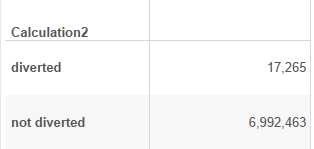 Calculation2
diverted 17,265
not diverted 6,992,463